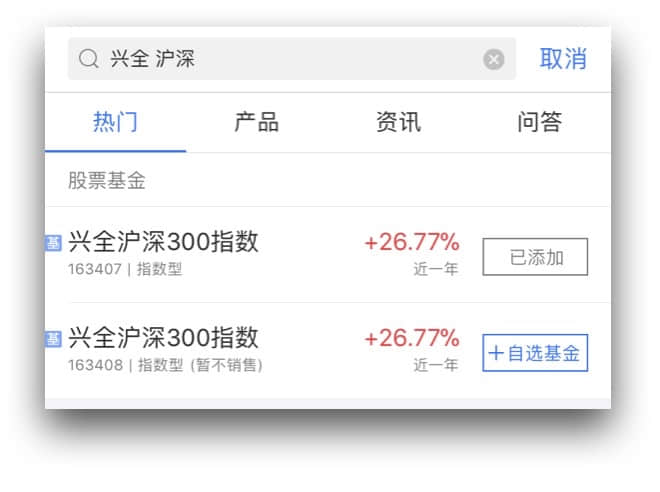 兴全 沪深 取消
热门 产品 资讯 问答
股票基金
基 兴全沪深300指数 +26.77% 已添加
163407 | 指数型 近一年
基 兴全沪深300指数 +26.77% +自选基金
163408 | 指数型 (暂不销售) 近一年